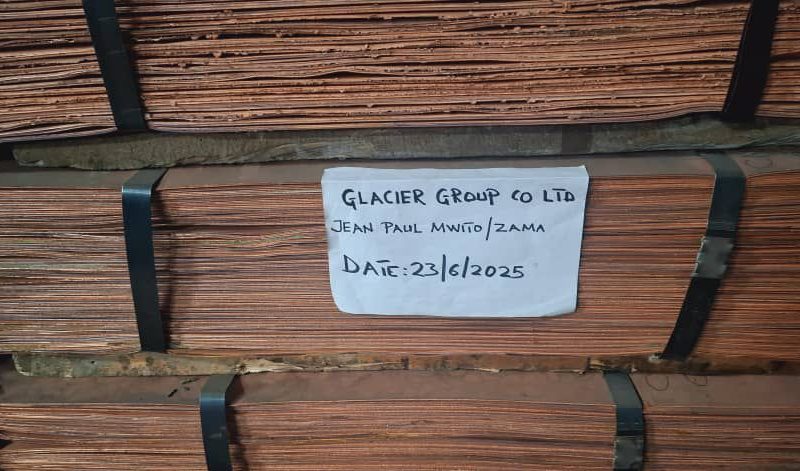 GLACIER GROUP CO LTD
JEAN PAUL MWITO/ZAMA
DATE: 23/6/2025